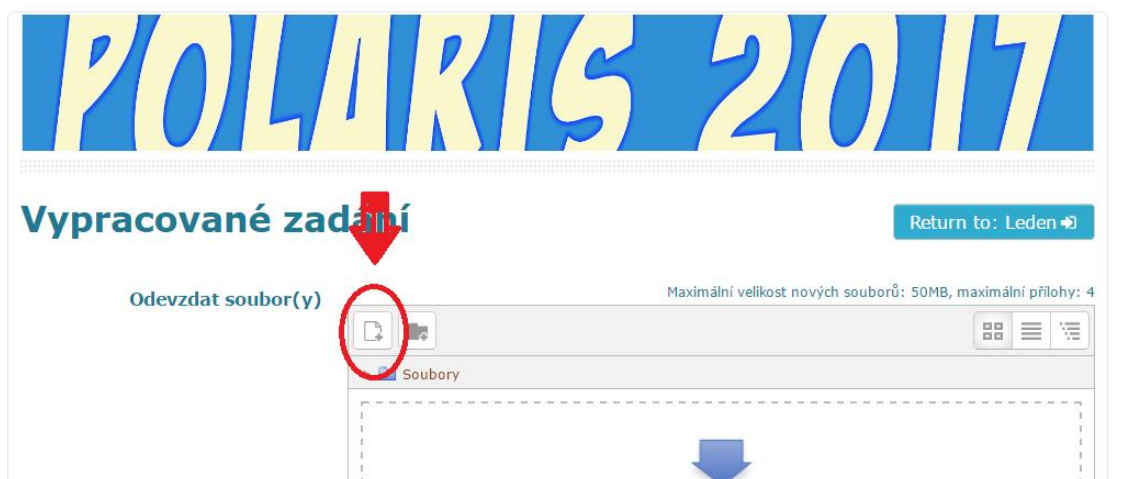 POLARIS 2017
Vypracované zadání
Return to: Leden
Odevzdat soubor(y)
Maximální velikost nových souborů: 50MB, maximální přílohy: 4
Soubory